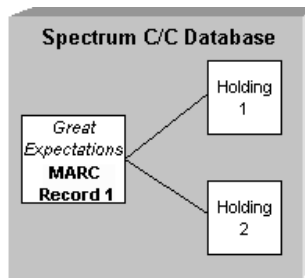 Spectrum C/C Database
Great
Expectations
MARC
Record 1
Holding
1
Holding
2